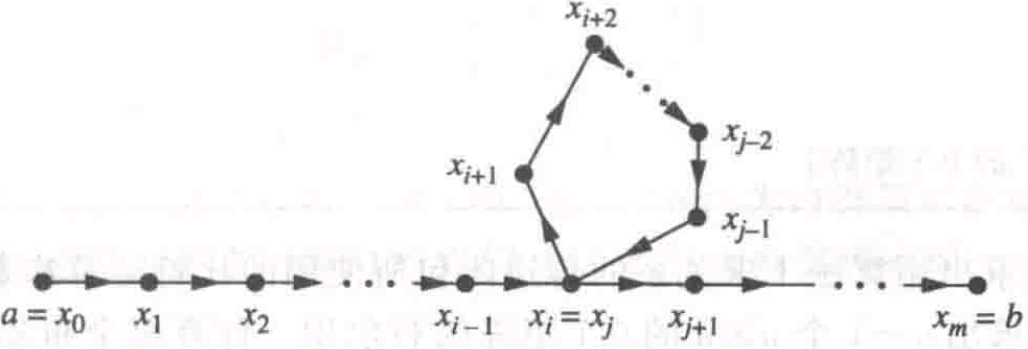 x_{i+2}
x_{j–2}
x_{i+1}
x_{j–1}
a = x_0 x_1 x_2 x_{i–1} x_i = x_j x_{j+1} x_m = b